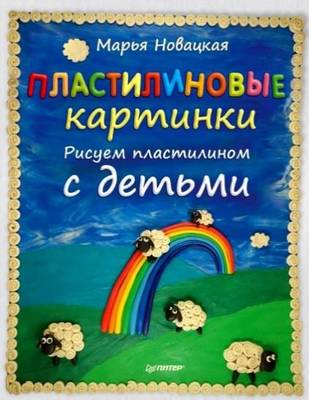 Марья Новацкая
ПЛАСТИЛИНОВЫЕ
картинки
Рисуем пластилином
с детьми
ПИТЕР